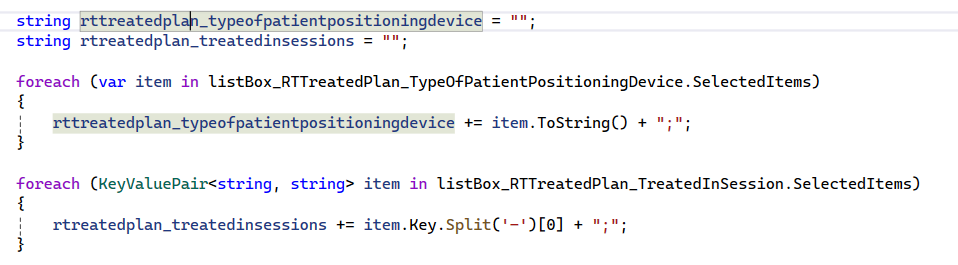 string rttreatedplan_typeofpatientpositioningdevice = "";
string rtreatedplan_treatedinsessions = "";
foreach (var item in listBox_RTTreatedPlan_TypeOfPatientPositioningDevice.SelectedItems)
{
rttreatedplan_typeofpatientpositioningdevice += item.ToString() + ";";
}
foreach (KeyValuePair<string, string> item in listBox_RTTreatedPlan_TreatedInSession.SelectedItems)
{
rtreatedplan_treatedinsessions += item.Key.Split('-')[0] + ";";
}